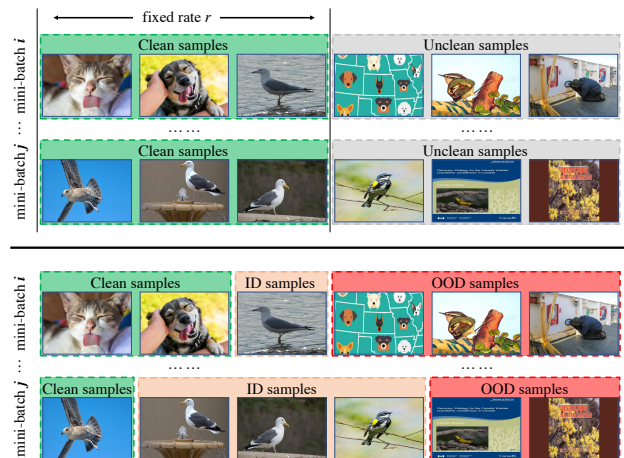 fixed rate r
mini-batch i
Clean samples
Unclean samples
... ...
...
mini-batch j
Clean samples
Unclean samples
mini-batch i
Clean samples
ID samples
OOD samples
... ...
...
mini-batch j
Clean samples
ID samples
OOD samples